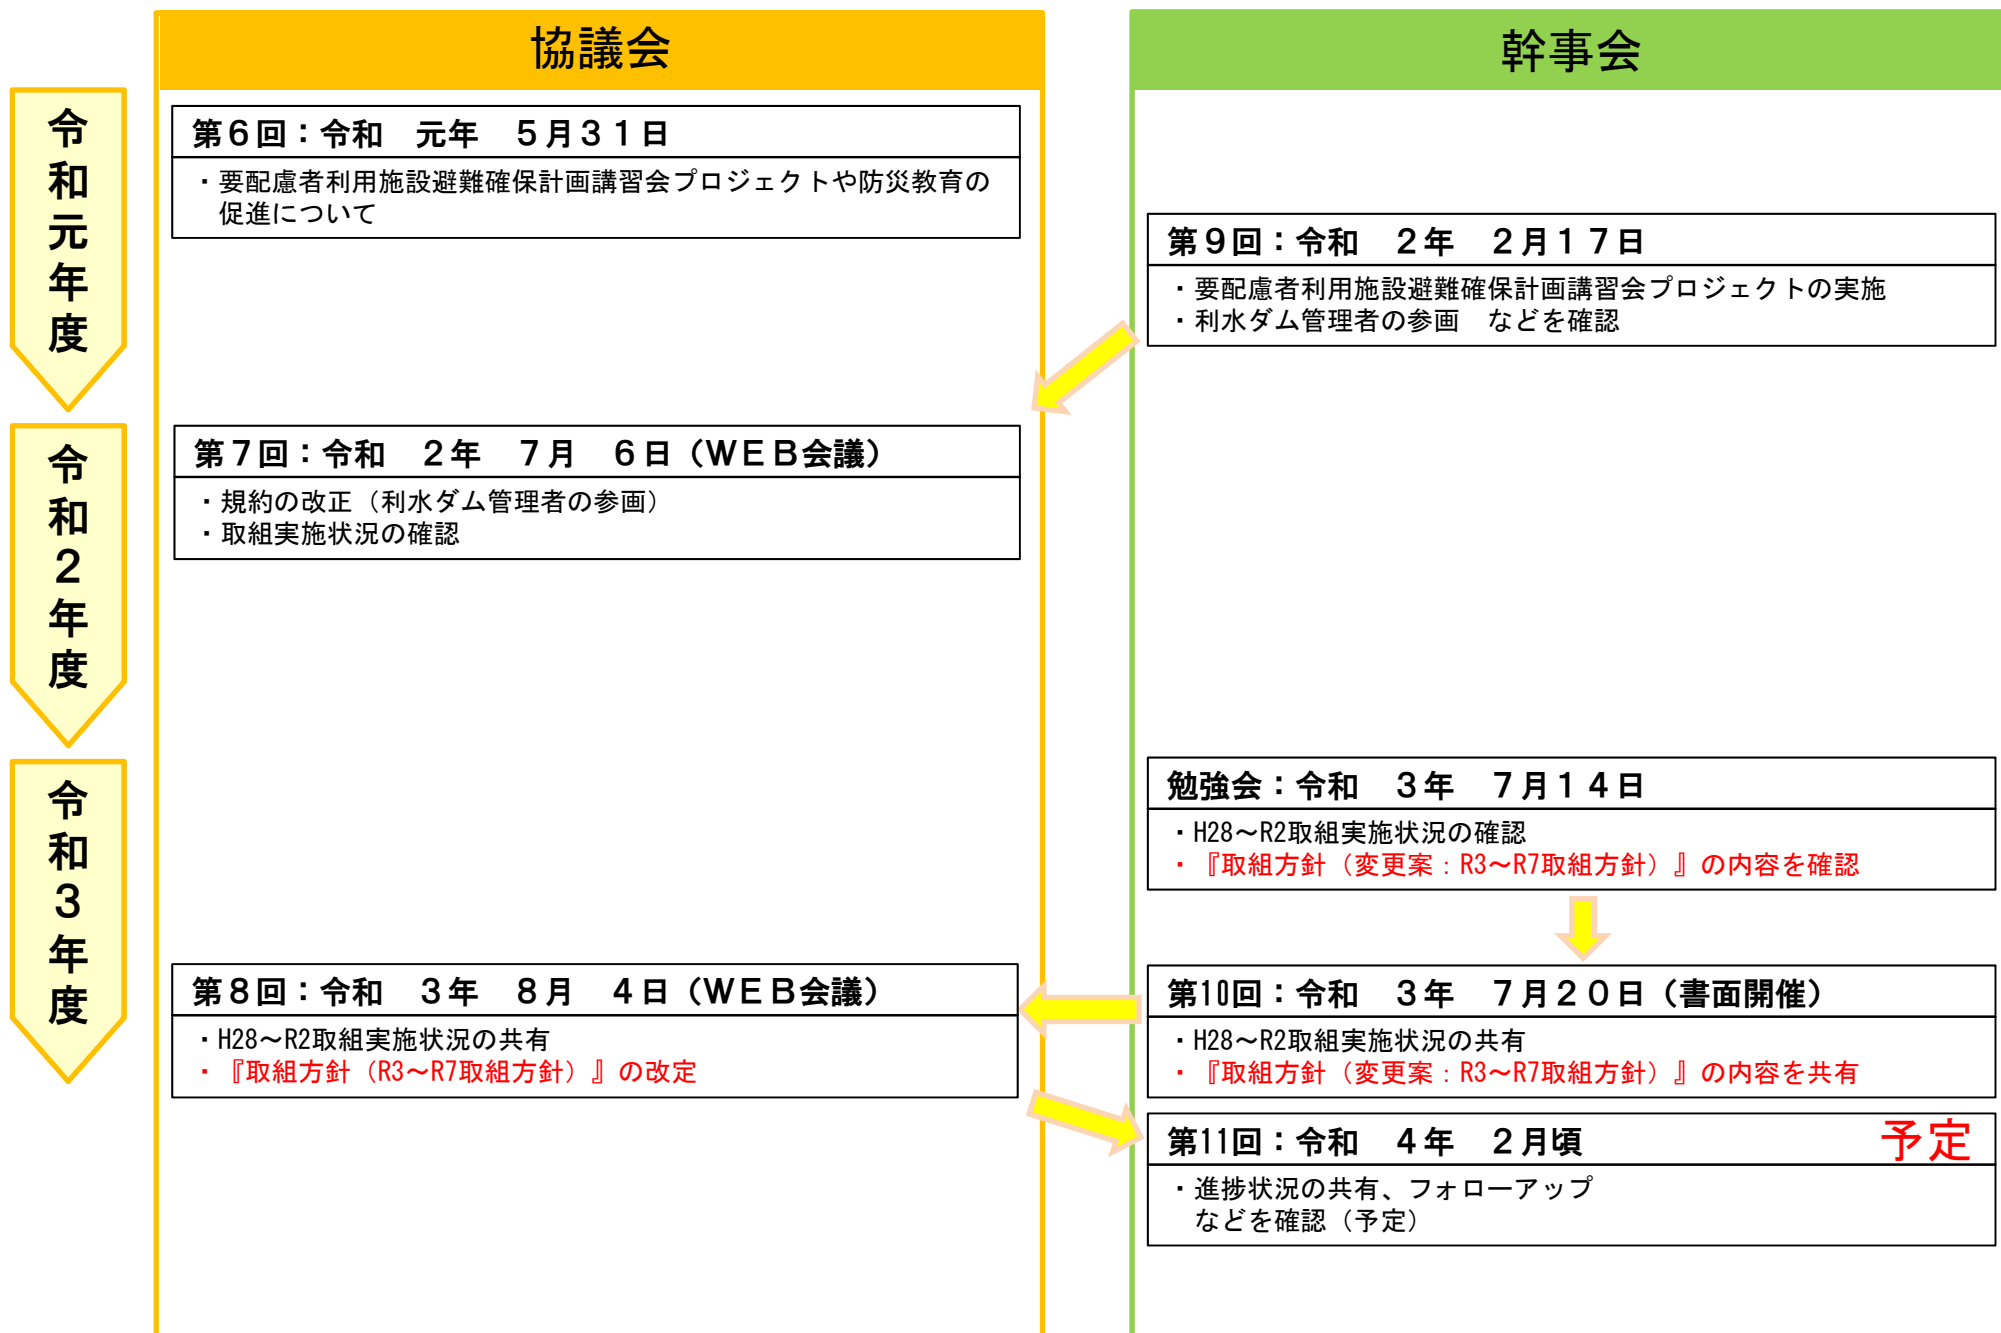 協議会
幹事会
令和元年度
第６回：令和　元年　５月３１日
・要配慮者利用施設避難確保計画講習会プロジェクトや防災教育の
促進について
第９回：令和　２年　２月１７日
・要配慮者利用施設避難確保計画講習会プロジェクトの実施
・利水ダム管理者の参画　などを確認
令和２年度
第７回：令和　２年　７月　６日（ＷＥＢ会議）
・規約の改正（利水ダム管理者の参画）
・取組実施状況の確認
令和３年度
勉強会：令和　３年　７月１４日
・H28～R2取組実施状況の確認
・『取組方針（変更案：R3～R7取組方針）』の内容を確認
第８回：令和　３年　８月　４日（ＷＥＢ会議）
・H28～R2取組実施状況の共有
・『取組方針（R3～R7取組方針）』の改定
第10回：令和　３年　７月２０日（書面開催）
・H28～R2取組実施状況の共有
・『取組方針（変更案：R3～R7取組方針）』の内容を共有
第11回：令和　４年　２月頃　予定
・進捗状況の共有、フォローアップ
などを確認（予定）